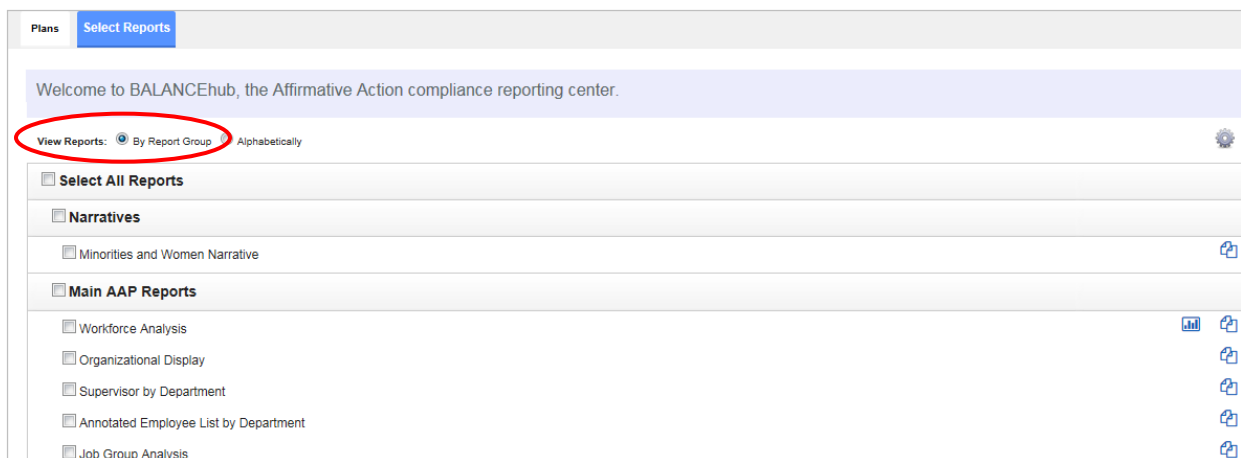 Plans Select Reports
Welcome to BALANCEhub, the Affirmative Action compliance reporting center.
View Reports: By Report Group Alphabetically
Select All Reports
Narratives
Minorities and Women Narrative
Main AAP Reports
Workforce Analysis
Organizational Display
Supervisor by Department
Annotated Employee List by Department
Job Group Analysis